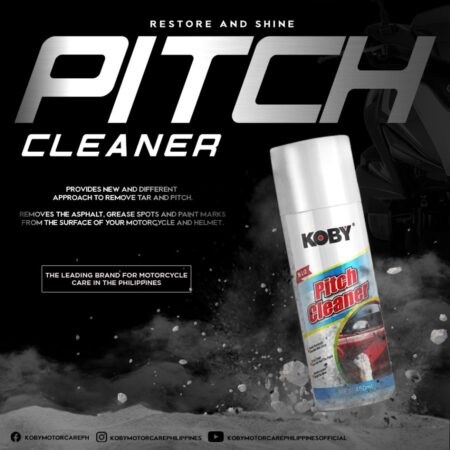 RESTORE AND SHINE
PITCH
CLEANER
PROVIDES NEW AND DIFFERENT
APPROACH TO REMOVE TAR AND PITCH.
REMOVES THE ASPHALT, GREASE SPOTS AND PAINT MARKS
FROM THE SURFACE OF YOUR MOTORCYCLE AND HELMET.
THE LEADING BRAND FOR MOTORCYCLE
CARE IN THE PHILIPPINES
KOBY
Pitch
Cleaner
450ml
KOBYMOTORCAREPH
KOBYMOTORCAREPHILIPPINES
KOBYMOTORCAREPHILIPPINESOFFICIAL